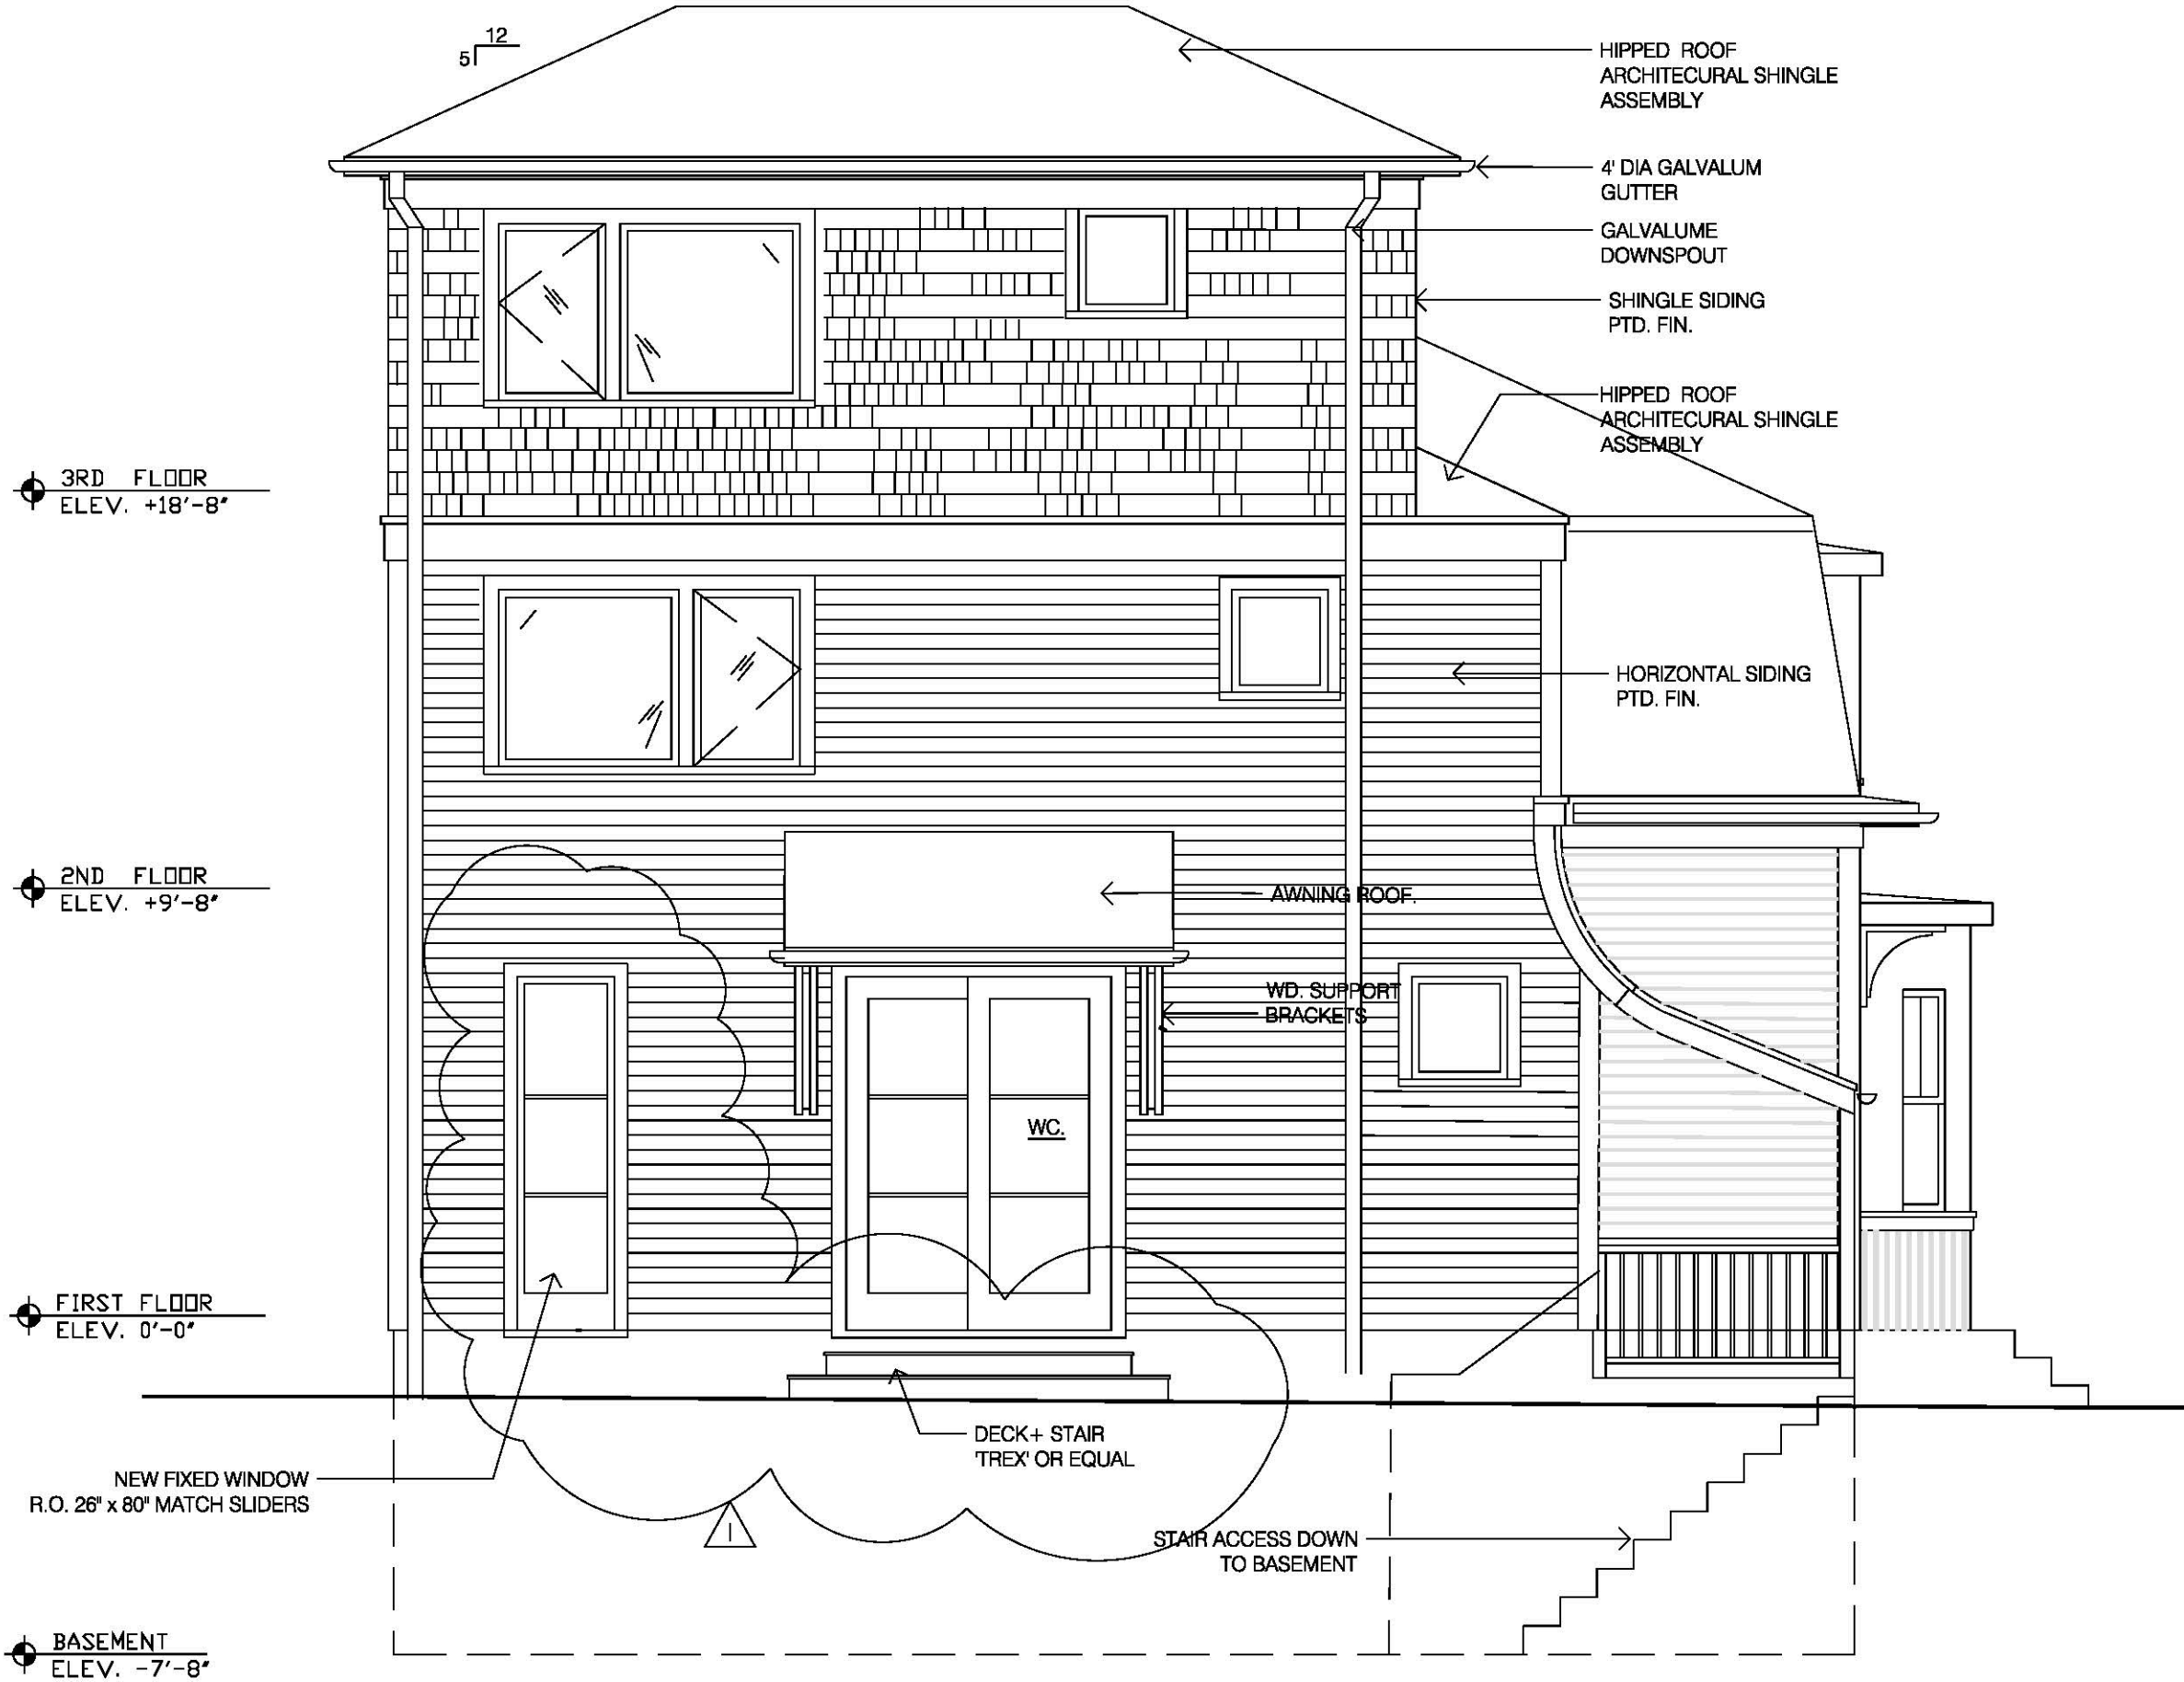 12
5
HIPPED ROOF
ARCHITECURAL SHINGLE
ASSEMBLY
4' DIA GALVALUM
GUTTER
GALVALUME
DOWNSPOUT
SHINGLE SIDING
PTD. FIN.
HIPPED ROOF
ARCHITECURAL SHINGLE
ASSEMBLY
3RD FLOOR
ELEV. +18'-8"
HORIZONTAL SIDING
PTD. FIN.
2ND FLOOR
ELEV. +9'-8"
AWNING ROOF.
WD. SUPPORT
BRACKETS
WC.
FIRST FLOOR
ELEV. 0'-0"
DECK+ STAIR
'TREX' OR EQUAL
NEW FIXED WINDOW
R.O. 26" x 80" MATCH SLIDERS
1
STAIR ACCESS DOWN
TO BASEMENT
BASEMENT
ELEV. -7'-8"